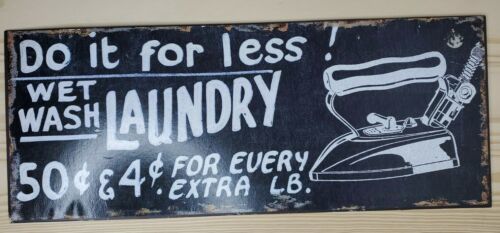 Do it for less!
WET WASH LAUNDRY
50¢ & 4¢. FOR EVERY EXTRA LB.